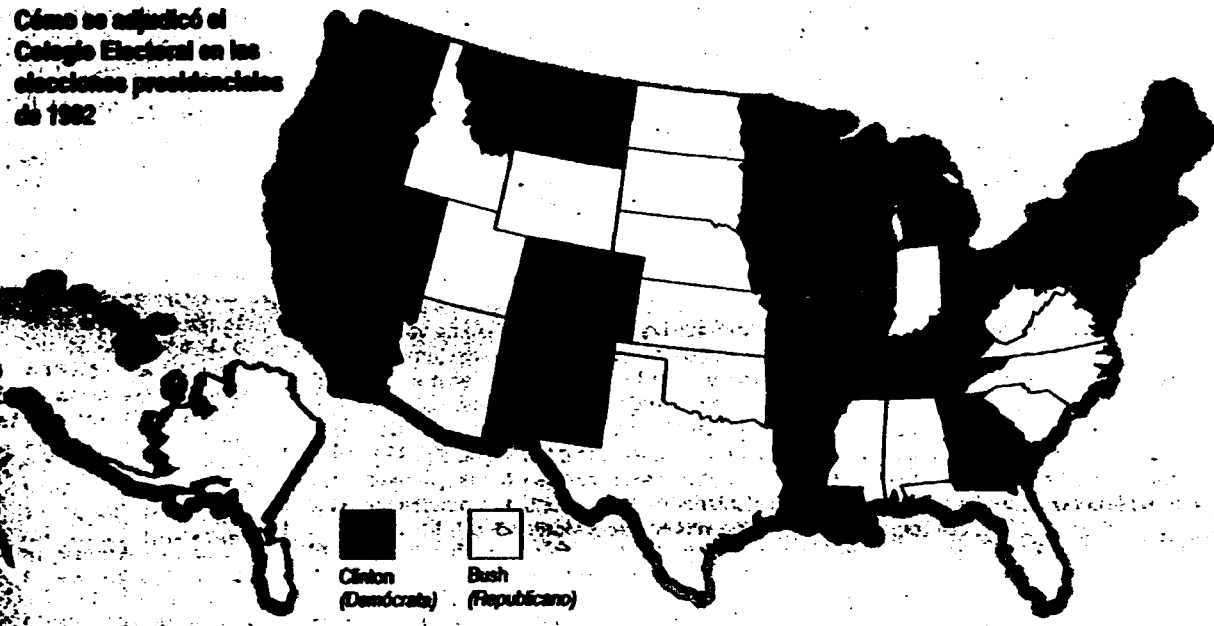 Cómo se adjudicó el
Colegio Electoral en las
elecciones presidenciales
de 1992
Clinton
(Demócrata)
Bush
(Republicano)